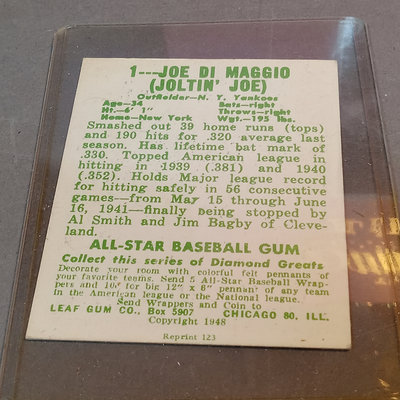 1---JOE DI MAGGIO
(JOLTIN' JOE)
Outfielder—N. Y. Yankees
Age—34 Bats—right
Ht.—6' 1" Throws—right
Home—New York Wgt.—195 lbs.
Smashed out 39 home runs (tops)
and 190 hits for .320 average last
season. Has lifetime bat mark of
.330. Topped American league in
hitting in 1939 (.381) and 1940
(.352). Holds Major league record
for hitting safely in 56 consecutive
games—from May 15 through June
16, 1941—finally being stopped by
Al Smith and Jim Bagby of Cleve-
land.
ALL-STAR BASEBALL GUM
Collect this series of Diamond Greats
Decorate your room with colorful felt pennants of
your favorite teams. Send 5 All-Star Baseball Wrap-
pers and 10¢ for big 12" x 6" pennant of any team
in the American league or the National league.
Send Wrappers and Coin to
LEAF GUM CO., Box 5907 CHICAGO 80, ILL.
Copyright 1948
Reprint 123